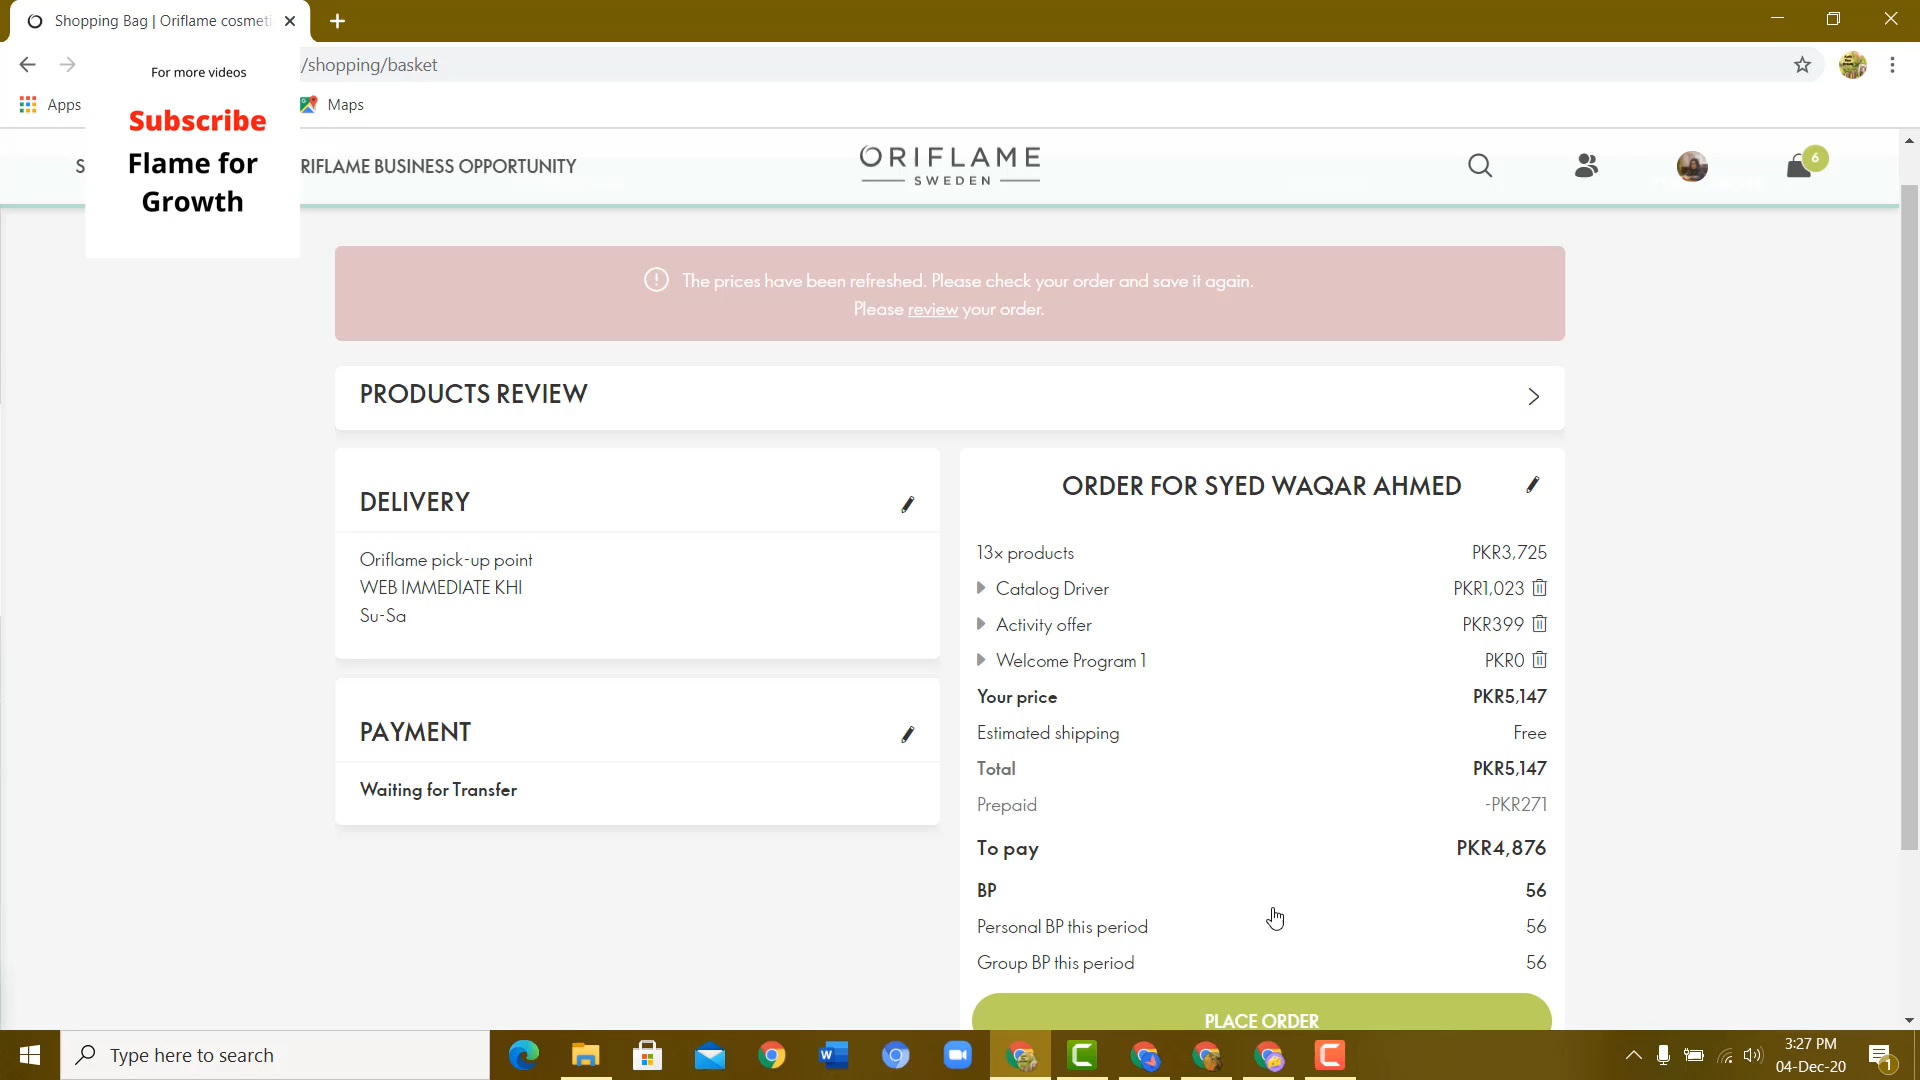 Shopping Bag | Oriflame cosmeti
For more videos
/shopping/basket
Apps
Maps
Subscribe
Flame for
Growth
S
RIFLAME BUSINESS OPPORTUNITY
ORIFLAME
SWEDEN
6
The prices have been refreshed. Please check your order and save it again.
Please review your order.
PRODUCTS REVIEW
DELIVERY
Oriflame pick-up point
WEB IMMEDIATE KHI
Su-Sa
PAYMENT
Waiting for Transfer
ORDER FOR SYED WAQAR AHMED
13x products PKR3,725
Catalog Driver PKR1,023
Activity offer PKR399
Welcome Program 1 PKR0
Your price PKR5,147
Estimated shipping Free
Total PKR5,147
Prepaid -PKR271
To pay PKR4,876
BP 56
Personal BP this period 56
Group BP this period 56
PLACE ORDER
Type here to search
3:27 PM
04-Dec-20
1